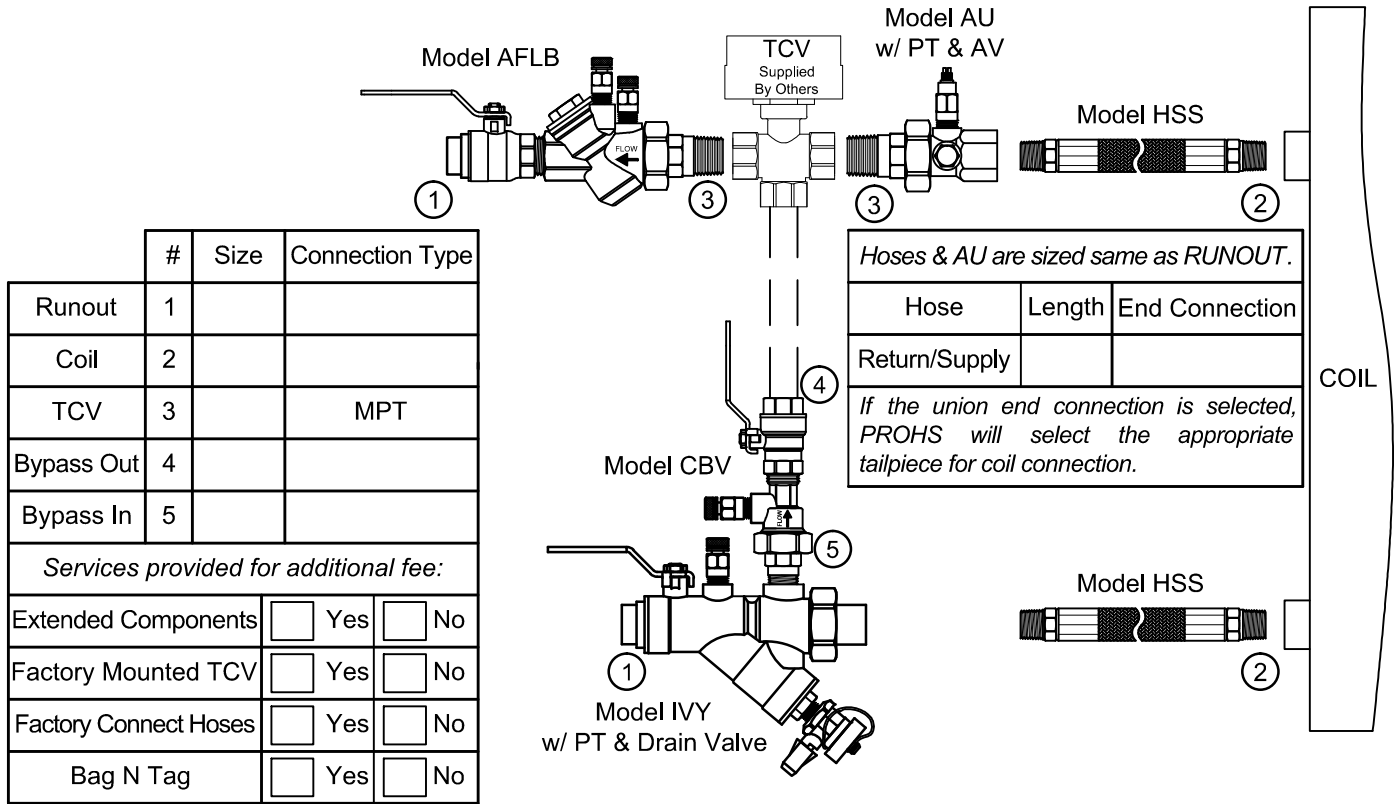 Model AFLB
TCV
Supplied
By Others
Model AU
w/ PT & AV
Model HSS
FLOW
1
3
3
2
# Size Connection Type
Runout 1
Coil 2
TCV 3 MPT
Bypass Out 4
Bypass In 5
Services provided for additional fee:
Extended Components Yes No
Factory Mounted TCV Yes No
Factory Connect Hoses Yes No
Bag N Tag Yes No
Hoses & AU are sized same as RUNOUT.
Hose Length End Connection
Return/Supply
If the union end connection is selected,
PROHS will select the appropriate
tailpiece for coil connection.
COIL
4
Model CBV
FLOW
5
1
Model IVY
w/ PT & Drain Valve
Model HSS
2